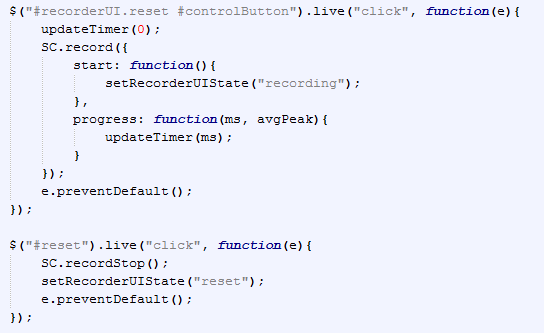 $("#recorderUI.reset #controlButton").live("click", function(e){
    updateTimer(0);
    SC.record({
        start: function(){
            setRecorderUIState("recording");
        },
        progress: function(ms, avgPeak){
            updateTimer(ms);
        }
    });
    e.preventDefault();
});

$("#reset").live("click", function(e){
    SC.recordStop();
    setRecorderUIState("reset");
    e.preventDefault();
});